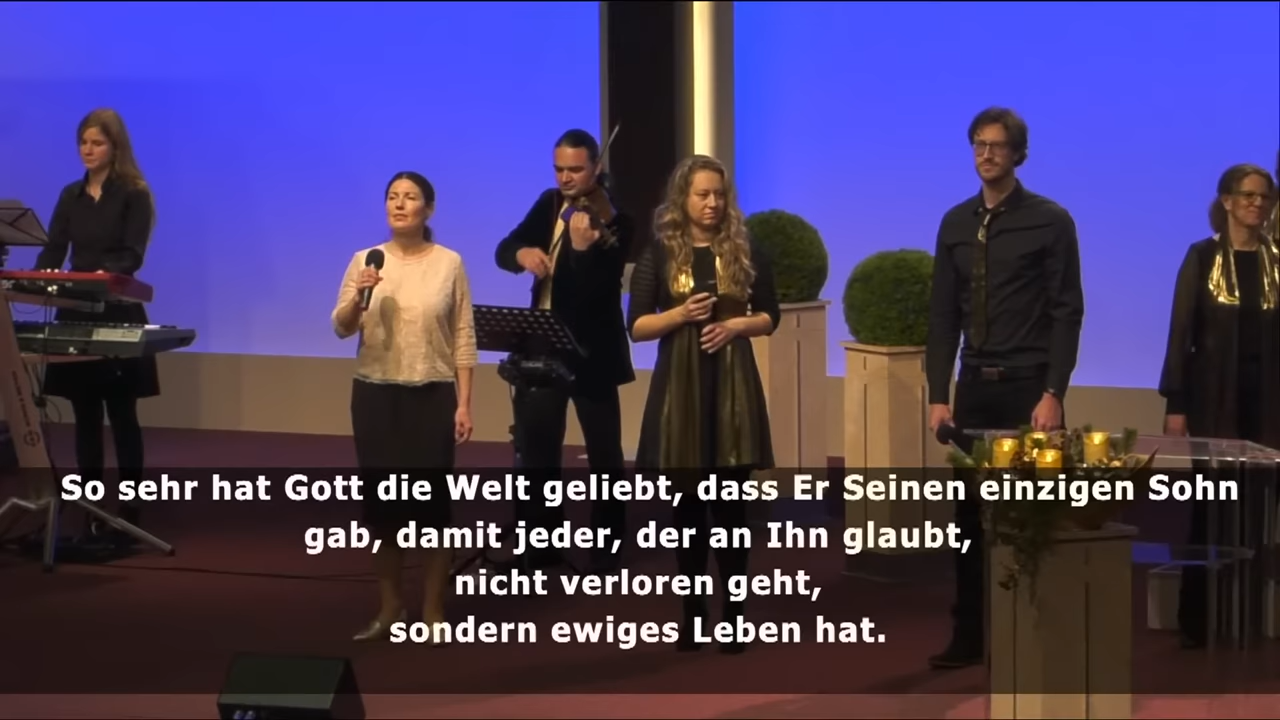 So sehr hat Gott die Welt geliebt, dass Er Seinen einzigen Sohn
gab, damit jeder, der an Ihn glaubt,
nicht verloren geht,
sondern ewiges Leben hat.